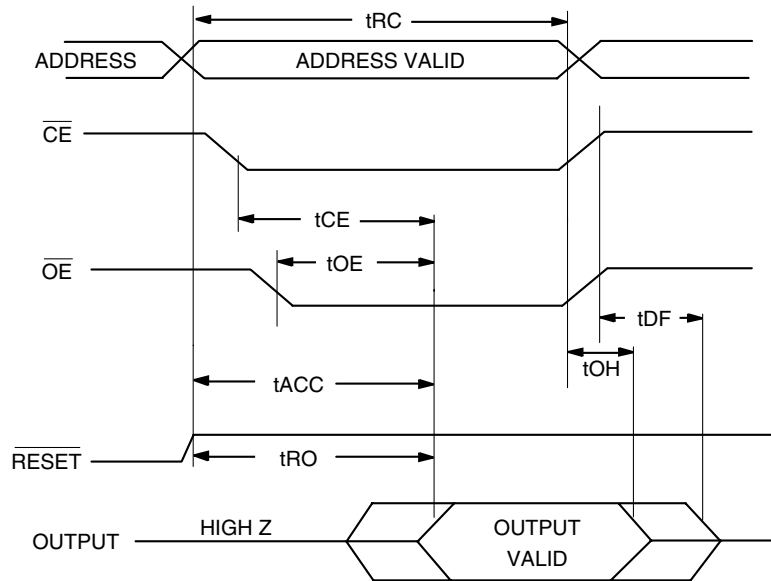 tRC
ADDRESS
ADDRESS VALID
CE
tCE
tOE
OE
tDF
tOH
tACC
RESET
tRO
HIGH Z
OUTPUT
OUTPUT
VALID